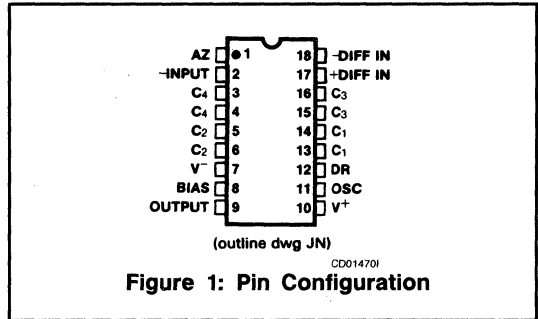 AZ 1 18 -DIFF IN
-INPUT 2 17 +DIFF IN
C4 3 16 C3
C4 4 15 C3
C2 5 14 C1
C2 6 13 C1
V- 7 12 DR
BIAS 8 11 OSC
OUTPUT 9 10 V+
(outline dwg JN)
CD01470I
Figure 1: Pin Configuration